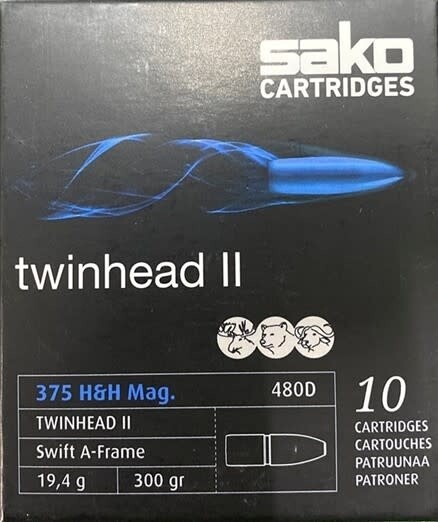 sako
CARTRIDGES
twinhead II
375 H&H Mag. 480D
TWINHEAD II
Swift A-Frame
19,4 g 300 gr
10
CARTRIDGES
CARTOUCHES
PATRUUNAA
PATRONER